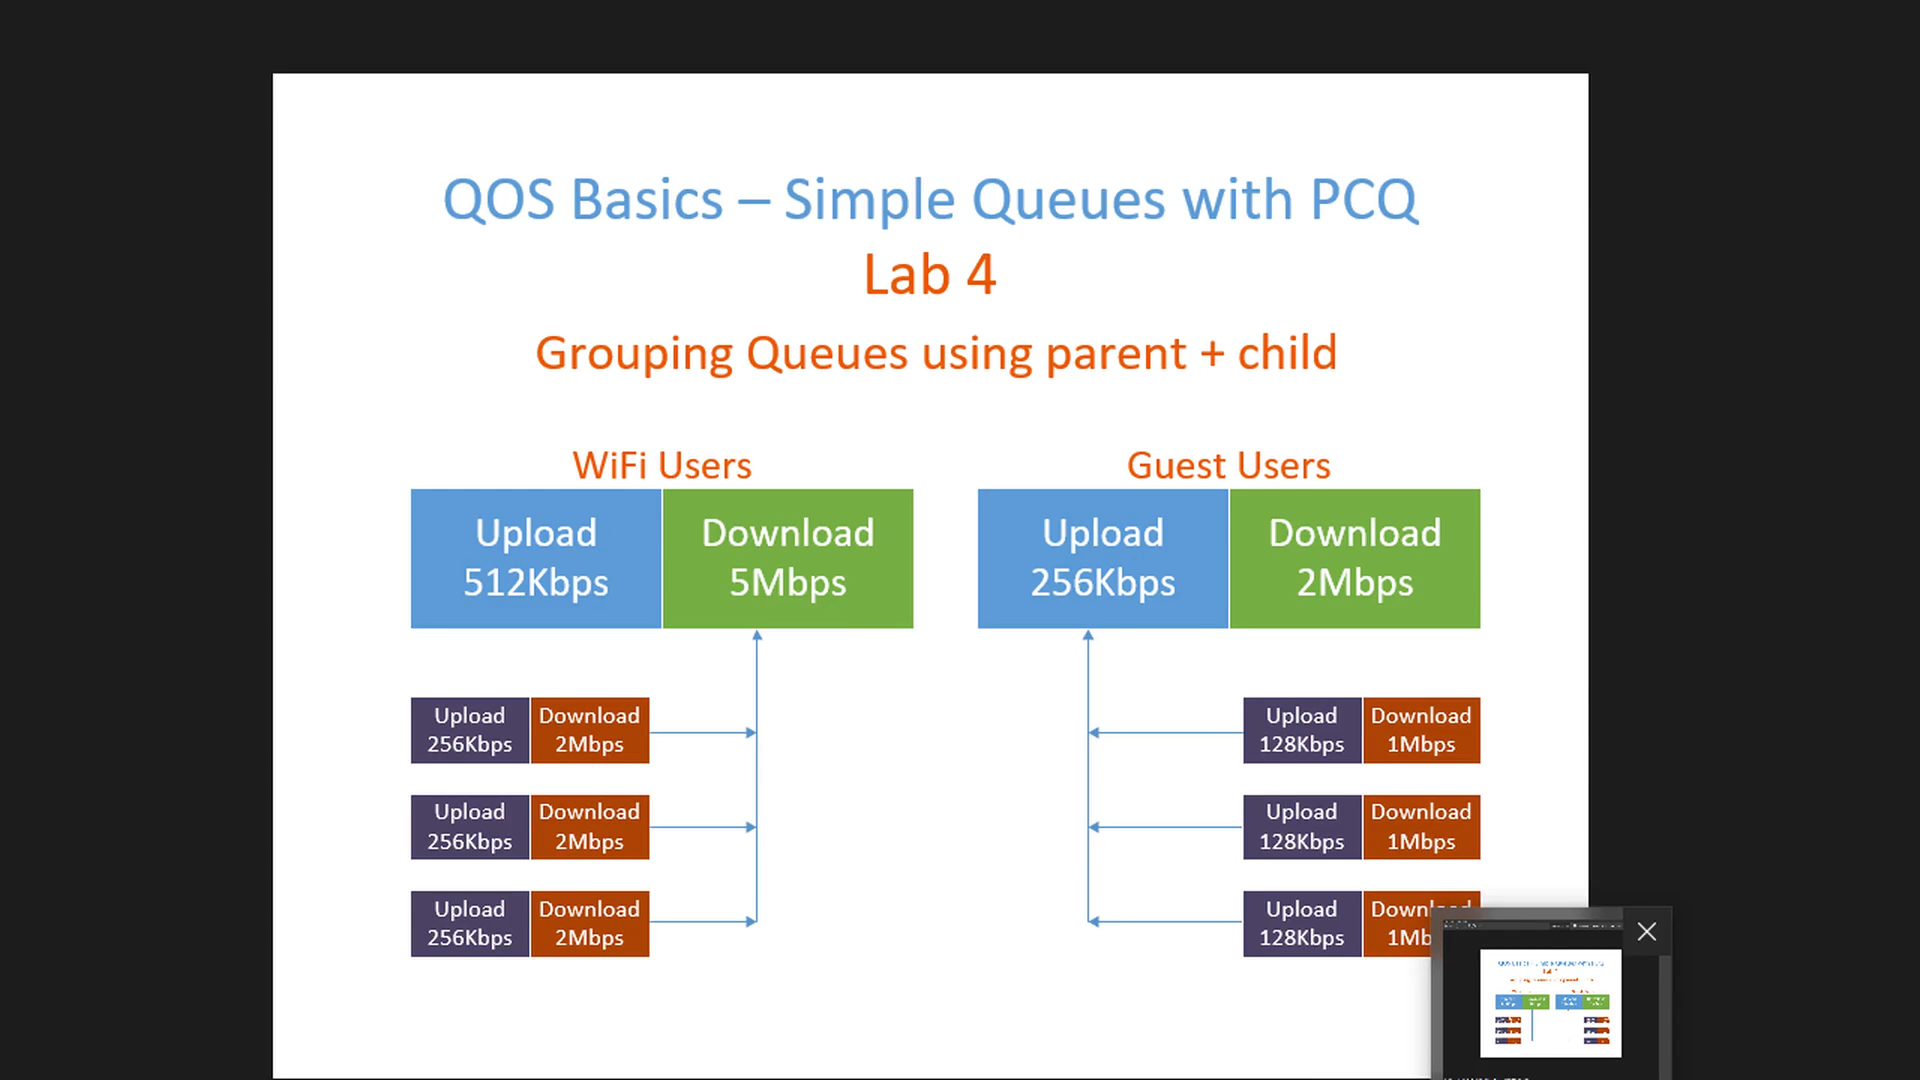 QOS Basics – Simple Queues with PCQ
Lab 4
Grouping Queues using parent + child
WiFi Users
Upload
512Kbps
Download
5Mbps
Guest Users
Upload
256Kbps
Download
2Mbps
Upload
256Kbps
Download
2Mbps
Upload
256Kbps
Download
2Mbps
Upload
256Kbps
Download
2Mbps
Upload
128Kbps
Download
1Mbps
Upload
128Kbps
Download
1Mbps
Upload
128Kbps